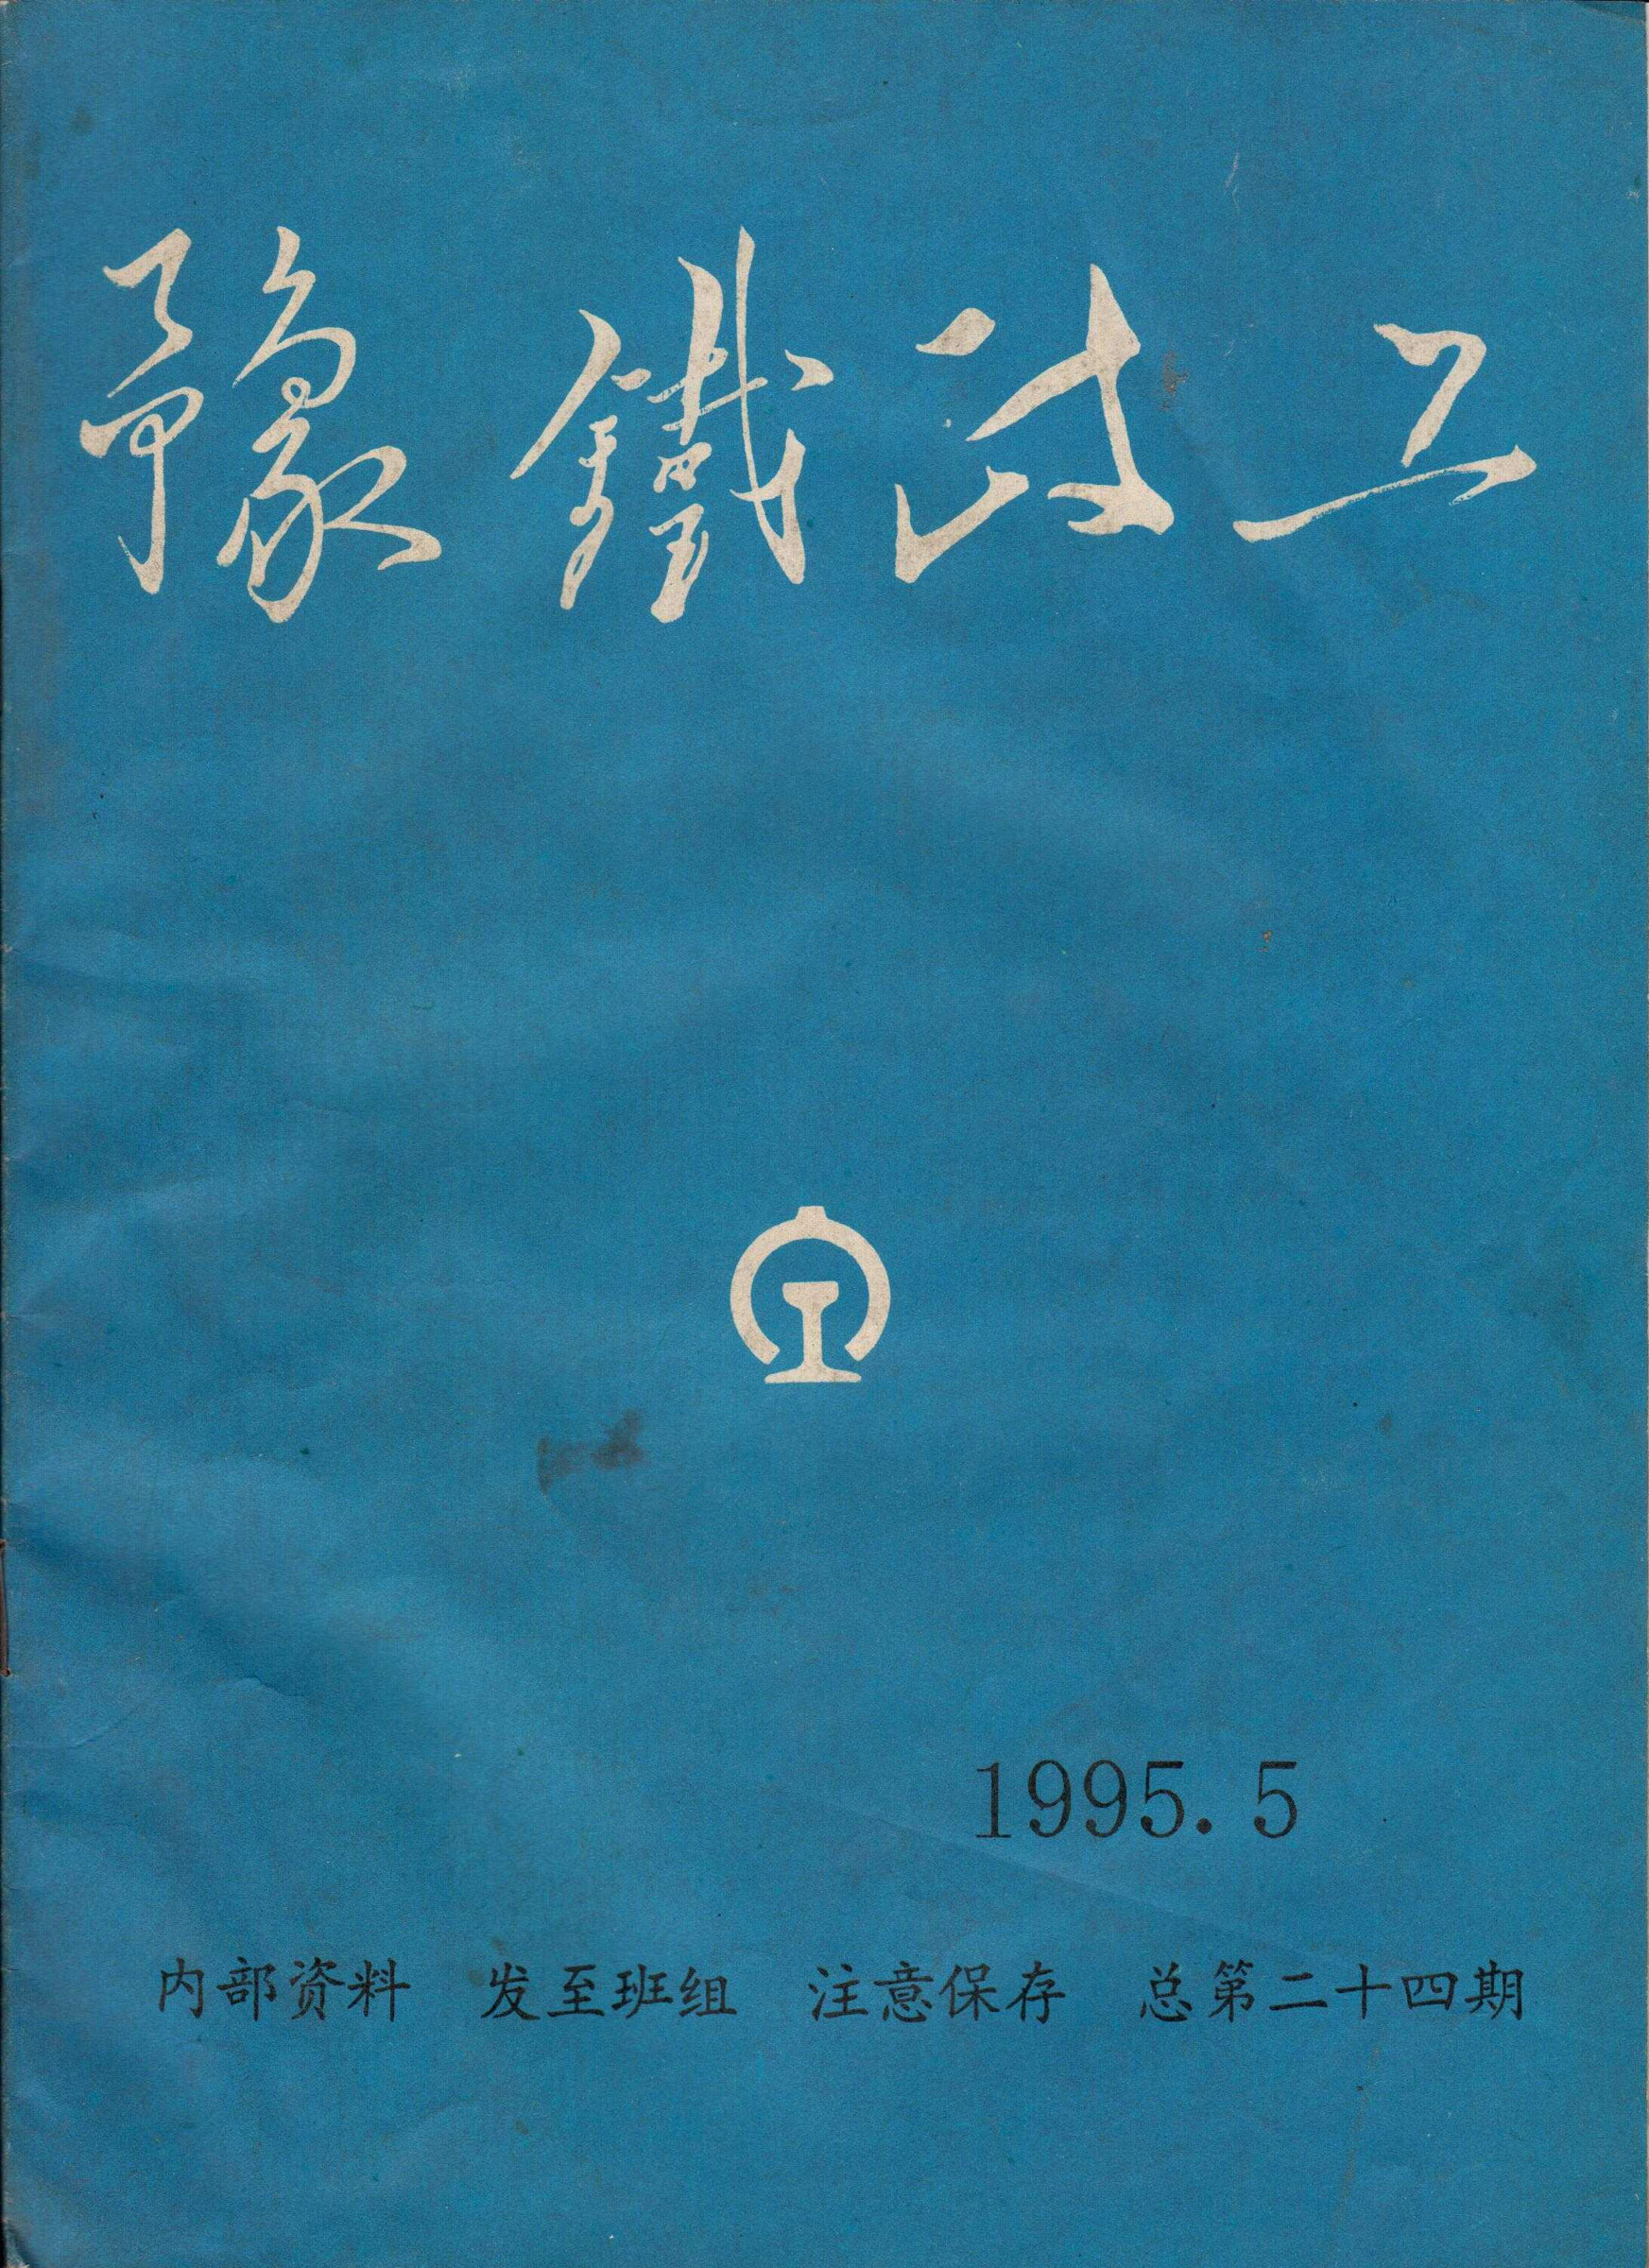 豫鐵政工
1995.5
内部资料 发至班组 注意保存 总第二十四期